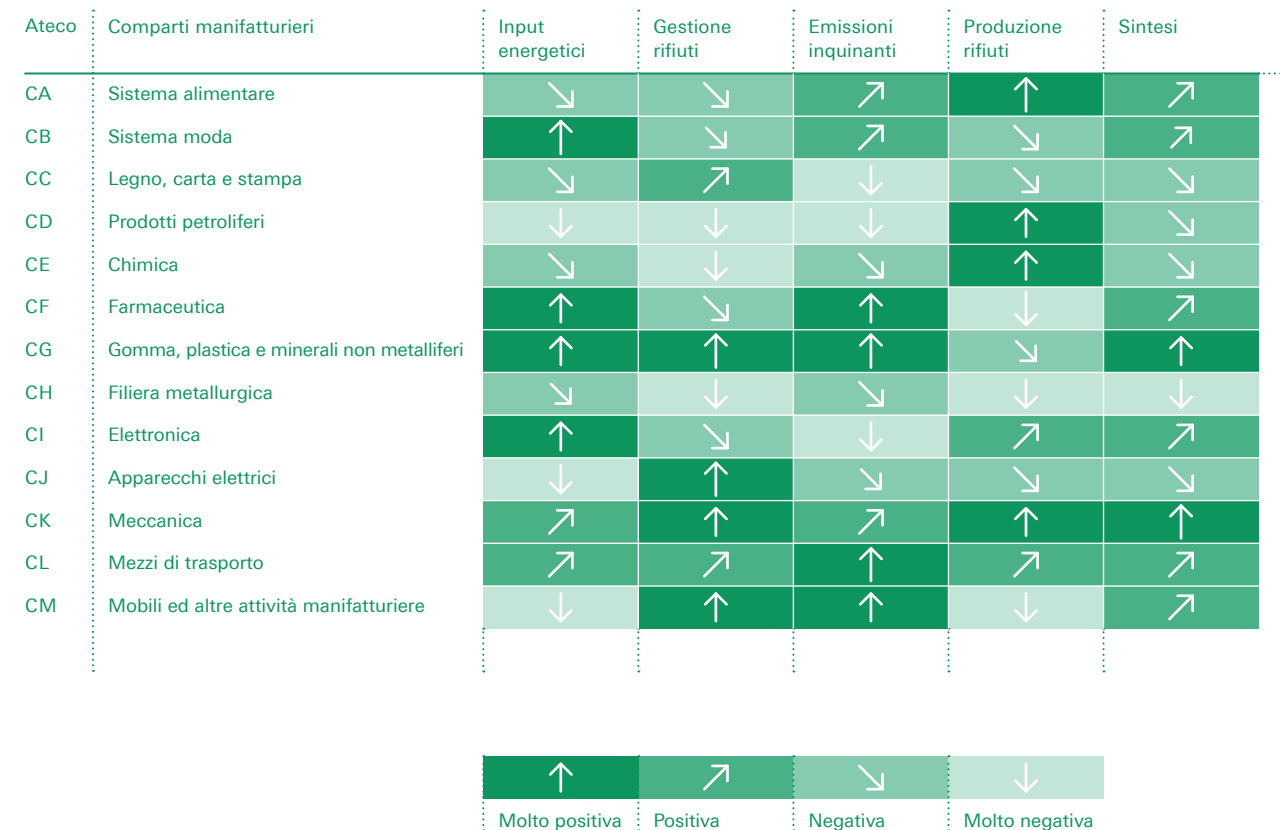 Ateco Comparti manifatturieri Input energetici Gestione rifiuti Emissioni inquinanti Produzione rifiuti Sintesi
CA Sistema alimentare ↘ ↘ ↗ ↑ ↗
CB Sistema moda ↑ ↘ ↗ ↘ ↗
CC Legno, carta e stampa ↘ ↗ ↓ ↘ ↘
CD Prodotti petroliferi ↓ ↓ ↓ ↑ ↘
CE Chimica ↘ ↓ ↘ ↑ ↘
CF Farmaceutica ↑ ↘ ↑ ↓ ↗
CG Gomma, plastica e minerali non metalliferi ↑ ↑ ↑ ↘ ↑
CH Filiera metallurgica ↘ ↓ ↘ ↓ ↓
CI Elettronica ↑ ↘ ↓ ↗ ↗
CJ Apparecchi elettrici ↓ ↑ ↘ ↘ ↘
CK Meccanica ↗ ↑ ↗ ↑ ↑
CL Mezzi di trasporto ↗ ↗ ↑ ↗ ↗
CM Mobili ed altre attività manifatturiere ↓ ↑ ↑ ↓ ↗
↑ ↗ ↘ ↓
Molto positiva Positiva Negativa Molto negativa